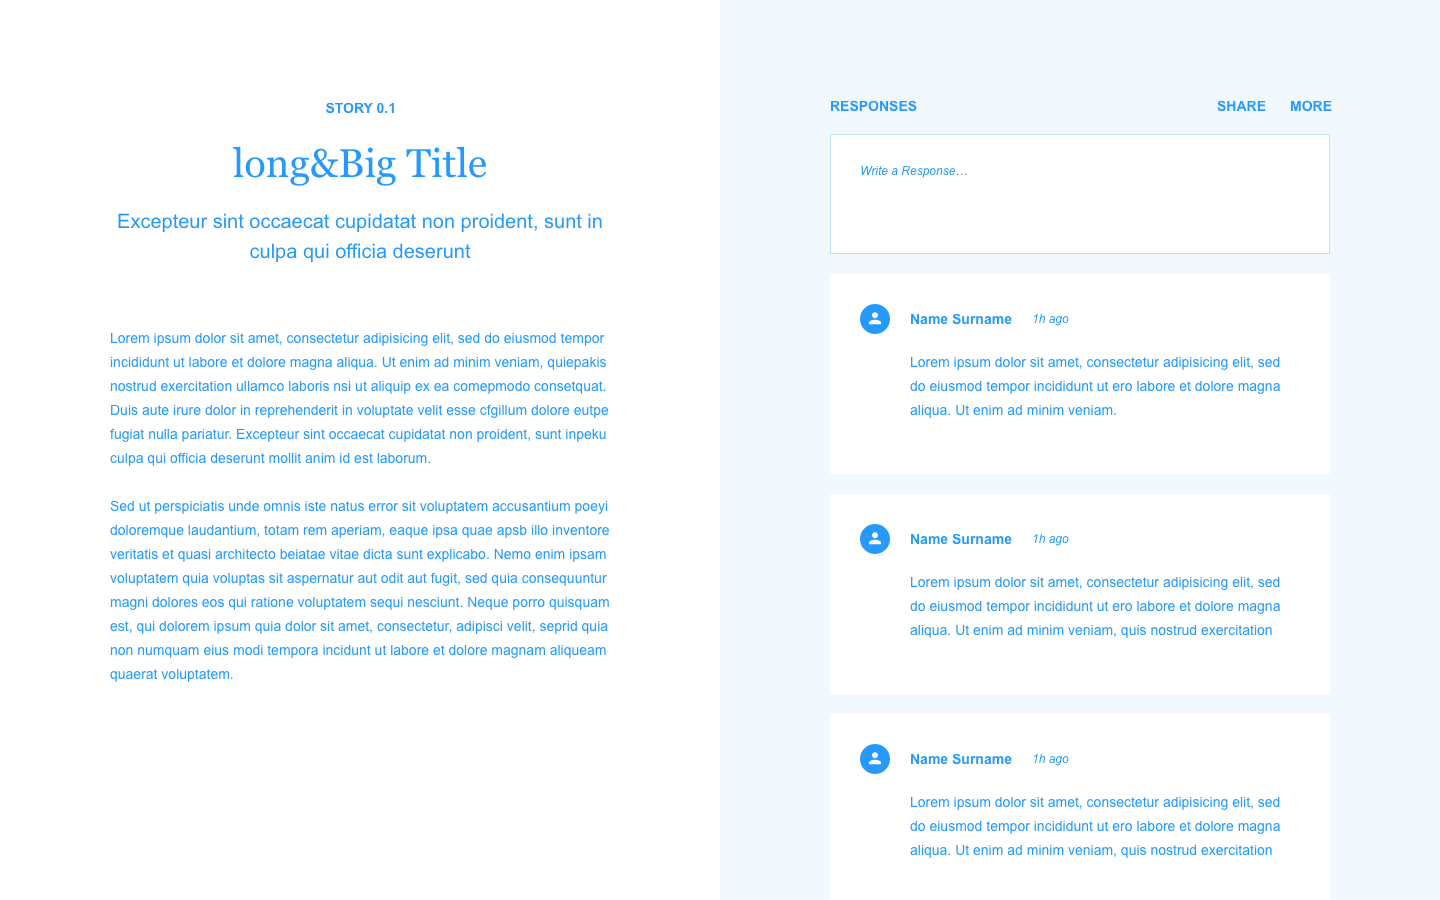 STORY 0.1
long&Big Title
Excepteur sint occaecat cupidatat non proident, sunt in
culpa qui officia deserunt
Lorem ipsum dolor sit amet, consectetur adipisicing elit, sed do eiusmod tempor
incididunt ut labore et dolore magna aliqua. Ut enim ad minim veniam, quiepakis
nostrud exercitation ullamco laboris nsi ut aliquip ex ea comepmodo consetquat.
Duis aute irure dolor in reprehenderit in voluptate velit esse cfgillum dolore eutpe
fugiat nulla pariatur. Excepteur sint occaecat cupidatat non proident, sunt inpeku
culpa qui officia deserunt mollit anim id est laborum.
Sed ut perspiciatis unde omnis iste natus error sit voluptatem accusantium poeyi
doloremque laudantium, totam rem aperiam, eaque ipsa quae apsb illo inventore
veritatis et quasi architecto beiatae vitae dicta sunt explicabo. Nemo enim ipsam
voluptatem quia voluptas sit aspernatur aut odit aut fugit, sed quia consequuntur
magni dolores eos qui ratione voluptatem sequi nesciunt. Neque porro quisquam
est, qui dolorem ipsum quia dolor sit amet, consectetur, adipisci velit, seprid quia
non numquam eius modi tempora incidunt ut labore et dolore magnam aliqueam
quaerat voluptatem.
RESPONSES SHARE MORE
Write a Response…
Name Surname 1h ago
Lorem ipsum dolor sit amet, consectetur adipisicing elit, sed
do eiusmod tempor incididunt ut ero labore et dolore magna
aliqua. Ut enim ad minim veniam.
Name Surname 1h ago
Lorem ipsum dolor sit amet, consectetur adipisicing elit, sed
do eiusmod tempor incididunt ut ero labore et dolore magna
aliqua. Ut enim ad minim veniam, quis nostrud exercitation
Name Surname 1h ago
Lorem ipsum dolor sit amet, consectetur adipisicing elit, sed
do eiusmod tempor incididunt ut ero labore et dolore magna
aliqua. Ut enim ad minim veniam, quis nostrud exercitation